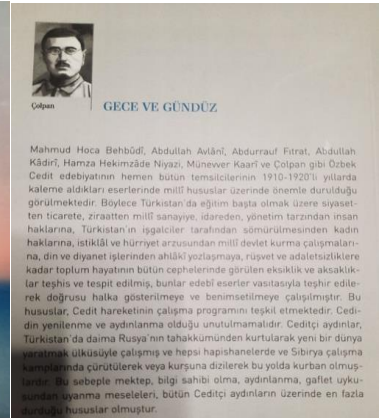 Çolpan
GECE VE GÜNDÜZ
Mahmud Hoca Behbûdî, Abdullah Avlânî, Abdurrauf Fıtrat, Abdullah
Kâdirî, Hamza Hekimzâde Niyazi, Münevver Kaarî ve Çolpan gibi Özbek
Cedit edebiyatının hemen bütün temsilcilerinin 1910-1920'li yıllarda
kaleme aldıkları eserlerinde millî hususlar üzerinde önemle durulduğu
görülmektedir. Böylece Türkistan'da eğitim başta olmak üzere siyaset-
ten ticarete, ziraatten millî sanayiye, idareden, yönetim tarzından insan
haklarına, Türkistan'ın işgalciler tarafından sömürülmesinden kadın
haklarına, istiklâl ve hürriyet arzusundan millî devlet kurma çalışmaları-
na, din ve diyanet işlerinden ahlâkî yozlaşmaya, rüşvet ve adaletsizliklere
kadar toplum hayatının bütün cephelerinde görülen eksiklik ve aksaklık-
lar teşhis ve tespit edilmiş, bunlar edebî eserler vasıtasıyla teşhir edile-
rek doğrusu halka gösterilmeye ve benimsetilmeye çalışılmıştır. Bu
hususlar, Cedit hareketinin çalışma programını teşkil etmektedir. Cedi-
din yenilenme ve aydınlanma olduğu unutulmamalıdır. Ceditçi aydınlar,
Türkistan'da daima Rusya'nın tahakkümünden kurtularak yeni bir dünya
yaratmak ülküsüyle çalışmış ve hepsi hapishanelerde ve Sibirya çalışma
kamplarında çürütülerek veya kurşuna dizilerek bu yolda kurban olmuş-
lardır. Bu sebeple mektep, bilgi sahibi olma, aydınlanma, gaflet uyku-
sundan uyanma meseleleri, bütün Ceditçi aydınların üzerinde en fazla
durduğu hususlar olmuştur.